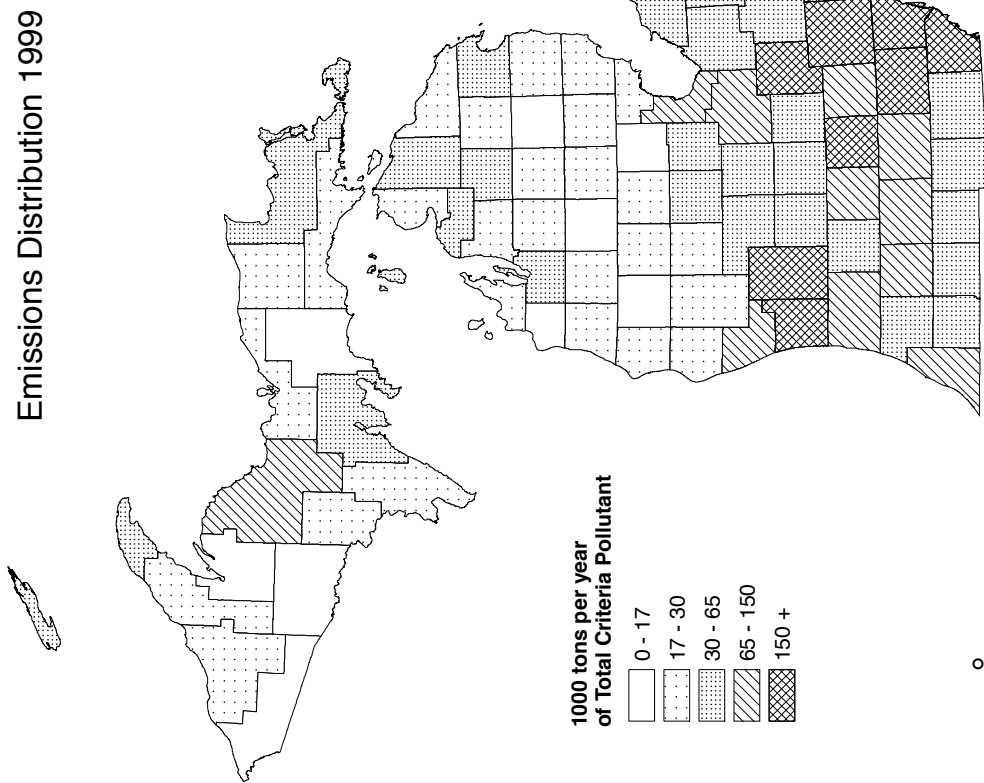 Emissions Distribution 1999
1000 tons per year
of Total Criteria Pollutant
0 - 17
17 - 30
30 - 65
65 - 150
150 +